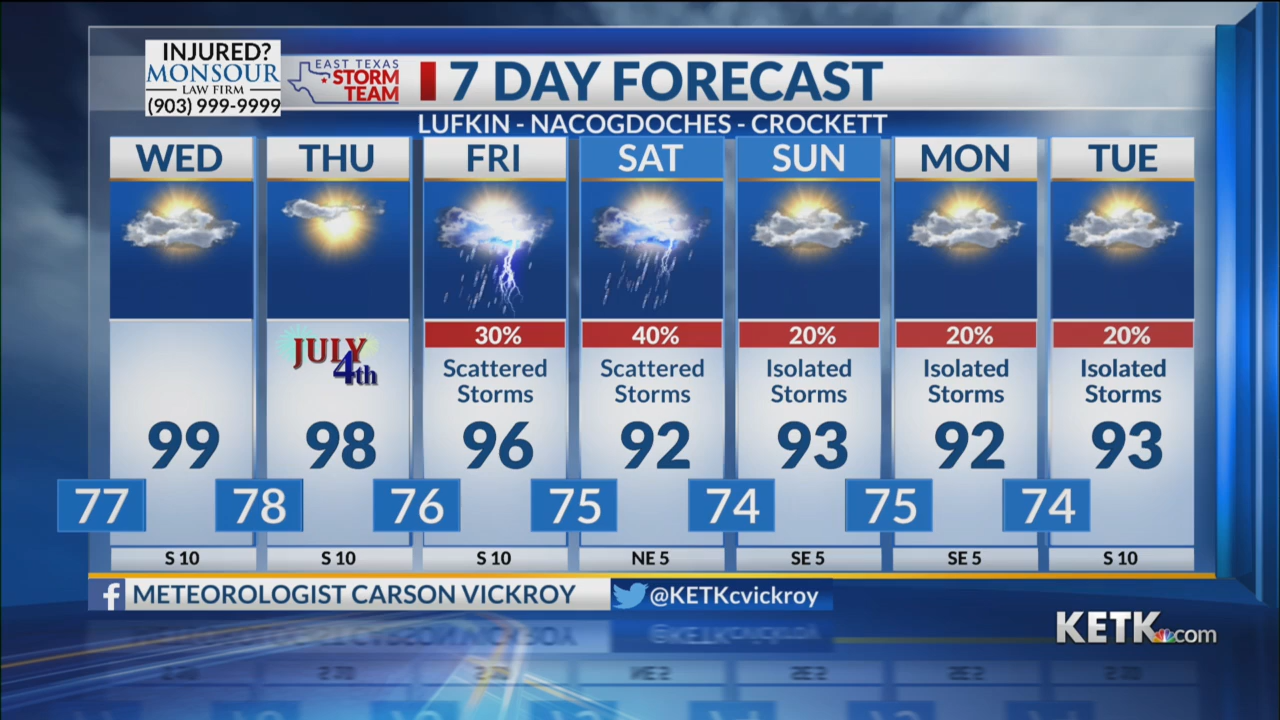 INJURED?
MONSOUR
LAW FIRM
(903) 999-9999
EAST TEXAS
STORM
TEAM
7 DAY FORECAST
LUFKIN - NACOGDOCHES - CROCKETT
WED THU FRI SAT SUN MON TUE
JULY
4th
30% 40% 20% 20% 20%
Scattered Scattered Isolated Isolated Isolated
Storms Storms Storms Storms Storms
99 98 96 92 93 92 93
77 78 76 75 74 75 74
S 10 S 10 S 10 NE 5 SE 5 SE 5 S 10
f METEOROLOGIST CARSON VICKROY @KETKcvickroy
KETK.com